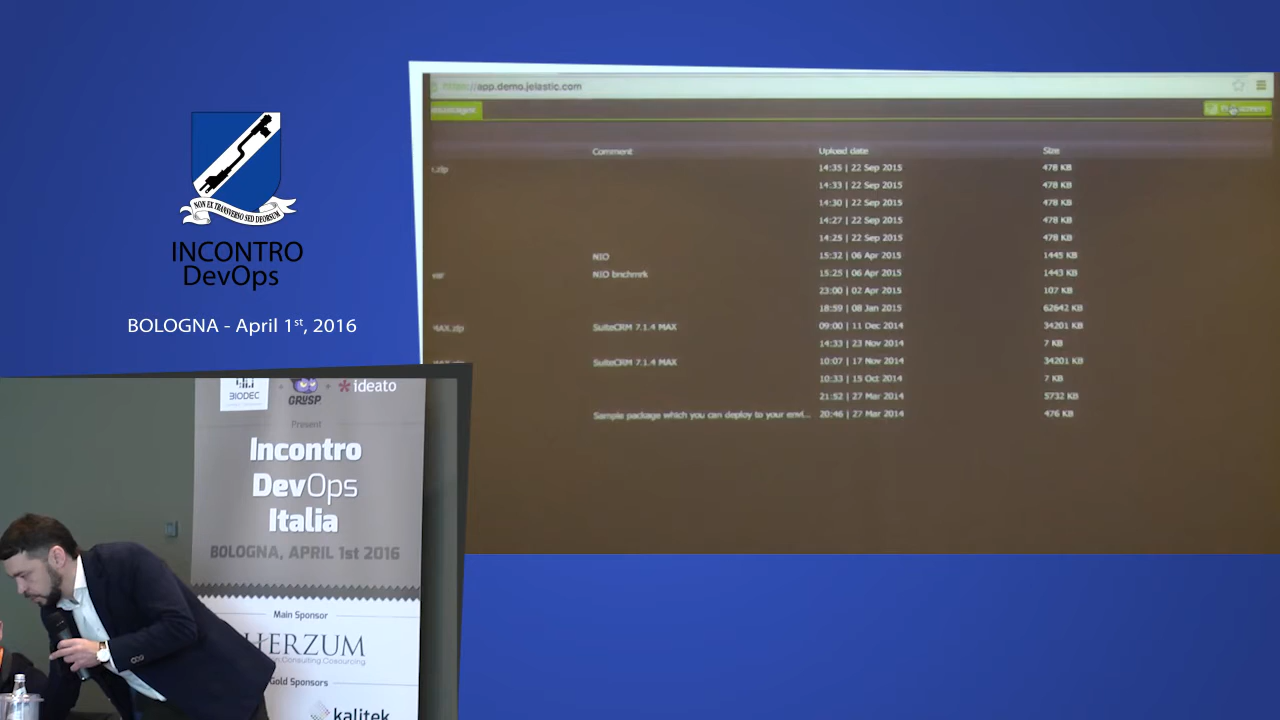 NON EX TRANSVERSO SED DEORSUM
INCONTRO
DevOps
BOLOGNA - April 1st, 2016
app.demo.jelastic.com
Comment Upload date Size
.zip 14:35 | 22 Sep 2015 478 KB
14:33 | 22 Sep 2015 478 KB
14:30 | 22 Sep 2015 478 KB
14:27 | 22 Sep 2015 478 KB
14:25 | 22 Sep 2015 478 KB
NIO 15:32 | 06 Apr 2015 1445 KB
NIO bnchmrk 15:25 | 06 Apr 2015 1443 KB
23:00 | 02 Apr 2015 107 KB
18:59 | 08 Jan 2015 62642 KB
MAX.zip SuiteCRM 7.1.4 MAX 09:00 | 11 Dec 2014 34201 KB
14:33 | 23 Nov 2014 7 KB
MAX.zip SuiteCRM 7.1.4 MAX 10:07 | 17 Nov 2014 34201 KB
10:33 | 15 Oct 2014 7 KB
21:52 | 27 Mar 2014 5732 KB
Sample package which you can deploy to your envi... 20:46 | 27 Mar 2014 476 KB
BIODEC + GRUSP + ideato
Present
Incontro
DevOps
Italia
BOLOGNA, APRIL 1st 2016
Main Sponsor
HERZUM
Consulting Cosourcing
Gold Sponsors
kalitek